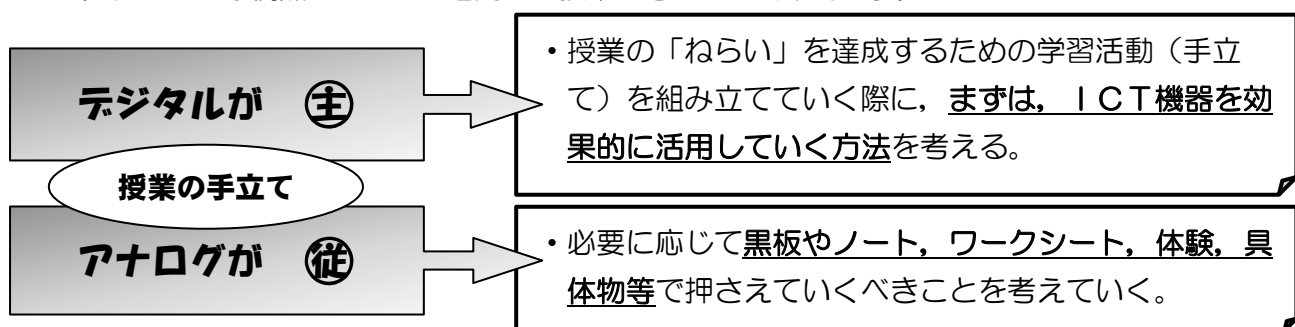 デジタルが ㊟
・授業の「ねらい」を達成するための学習活動（手立
て）を組み立てていく際に，まずは，ＩＣＴ機器を効
果的に活用していく方法を考える。
授業の手立て
アナログが
・必要に応じて黒板やノート，ワークシート，体験，具
体物等で押さえていくべきことを考えていく。